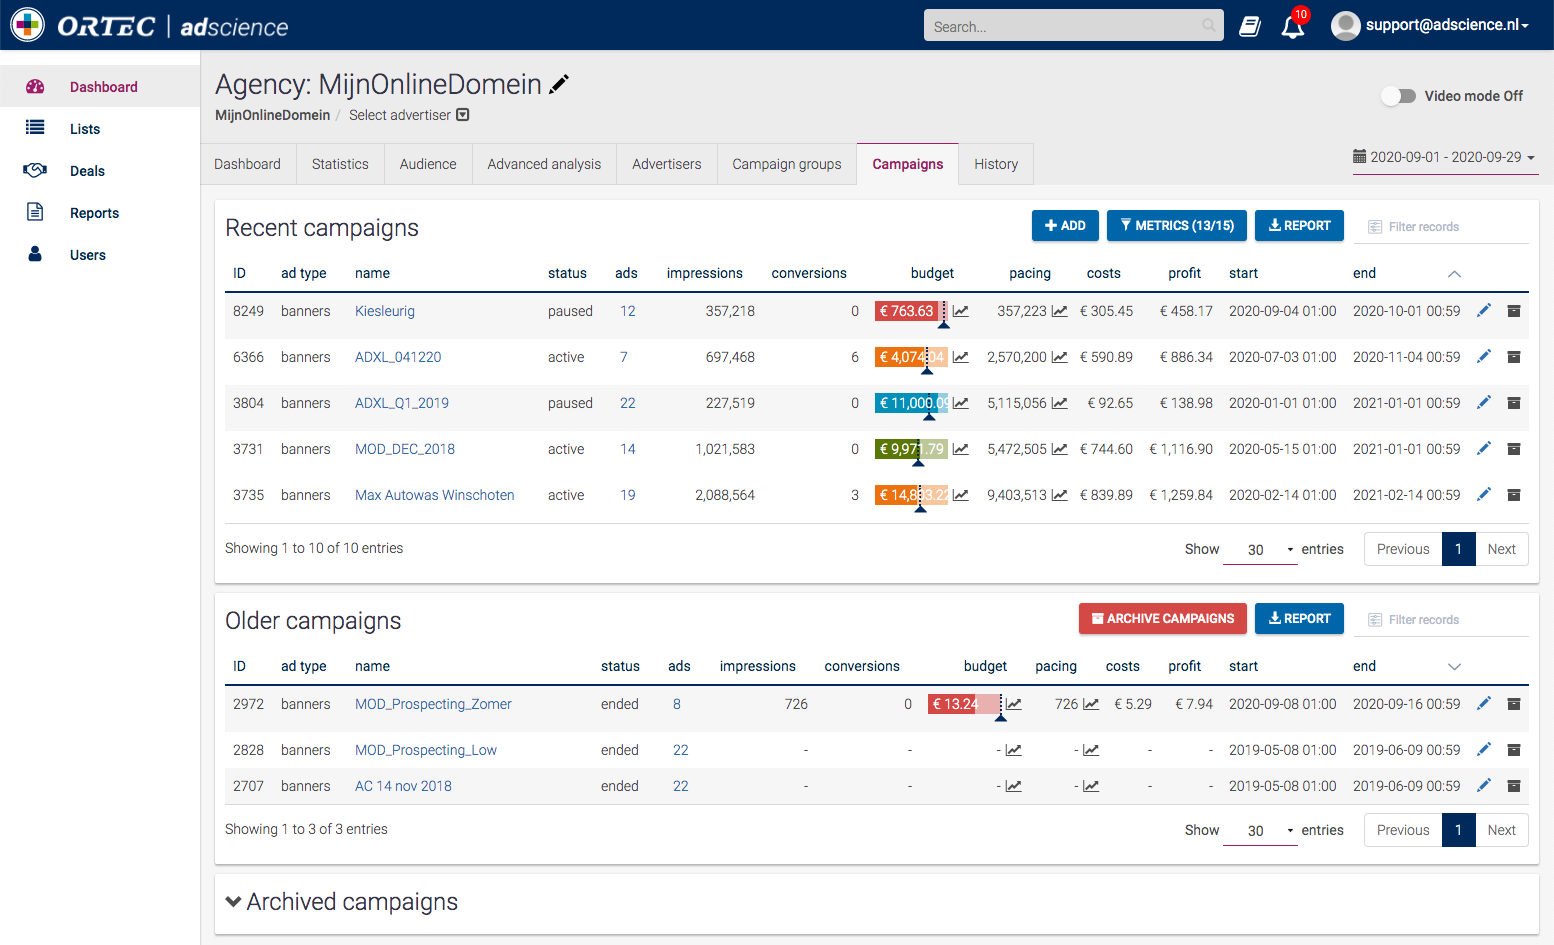 ORTEC | adscience
Search...
10
support@adscience.nl
Dashboard
Lists
Deals
Reports
Users
Agency: MijnOnlineDomein
MijnOnlineDomein / Select advertiser
Video mode Off
Dashboard Statistics Audience Advanced analysis Advertisers Campaign groups Campaigns History
2020-09-01 - 2020-09-29
Recent campaigns
ADD METRICS (13/15) REPORT Filter records
ID ad type name status ads impressions conversions budget pacing costs profit start end
8249 banners Kiesleurig paused 12 357,218 0 € 763.63 357,223 € 305.45 € 458.17 2020-09-04 01:00 2020-10-01 00:59
6366 banners ADXL_041220 active 7 697,468 6 € 4,074.04 2,570,200 € 590.89 € 886.34 2020-07-03 01:00 2020-11-04 00:59
3804 banners ADXL_Q1_2019 paused 22 227,519 0 € 11,000.09 5,115,056 € 92.65 € 138.98 2020-01-01 01:00 2021-01-01 00:59
3731 banners MOD_DEC_2018 active 14 1,021,583 0 € 9,971.79 5,472,505 € 744.60 € 1,116.90 2020-05-15 01:00 2021-01-01 00:59
3735 banners Max Autowas Winschoten active 19 2,088,564 3 9,403,513 € 839.89 € 1,259.84 2020-02-14 01:00 2021-02-14 00:59
Showing 1 to 10 of 10 entries
Show 30 entries Previous 1 Next
Older campaigns
ARCHIVE CAMPAIGNS REPORT Filter records
ID ad type name status ads impressions conversions budget pacing costs profit start end
2972 banners MOD_Prospecting_Zomer ended 8 726 0 € 13.24 726 € 5.29 € 7.94 2020-09-08 01:00 2020-09-16 00:59
2828 banners MOD_Prospecting_Low ended 22 - - - - - - 2019-05-08 01:00 2019-06-09 00:59
2707 banners AC 14 nov 2018 ended 22 - - - - - - 2019-05-08 01:00 2019-06-09 00:59
Showing 1 to 3 of 3 entries
Show 30 entries Previous 1 Next
Archived campaigns